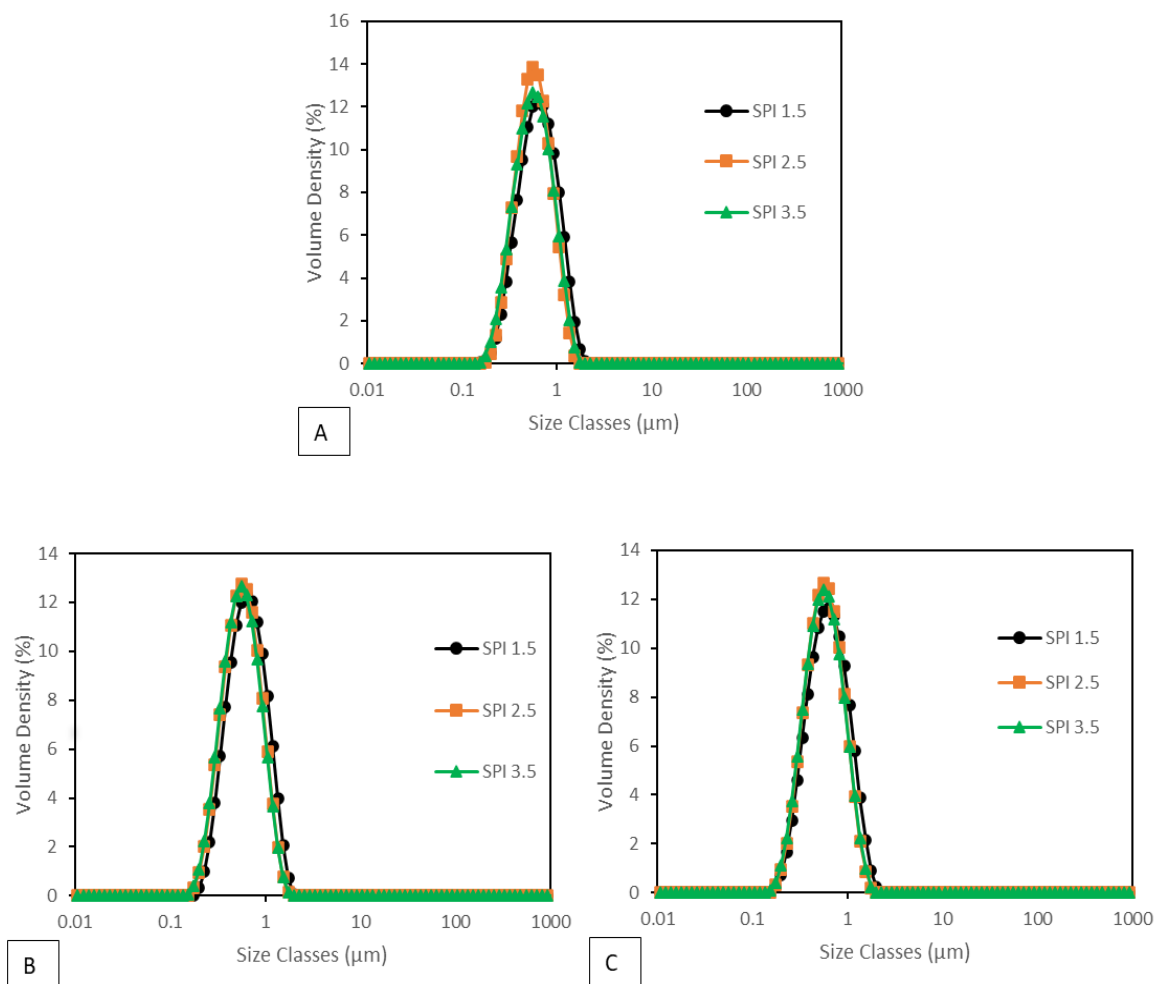 16
14
12
10
8
6
4
2
0
Volume Density (%)
SPI 1.5
SPI 2.5
SPI 3.5
0.01 0.1 1 10 100 1000
Size Classes (µm)
A
14
12
10
8
6
4
2
0
Volume Density (%)
SPI 1.5
SPI 2.5
SPI 3.5
0.01 0.1 1 10 100 1000
Size Classes (µm)
B
14
12
10
8
6
4
2
0
Volume Density (%)
SPI 1.5
SPI 2.5
SPI 3.5
0.01 0.1 1 10 100 1000
Size Classes (µm)
C